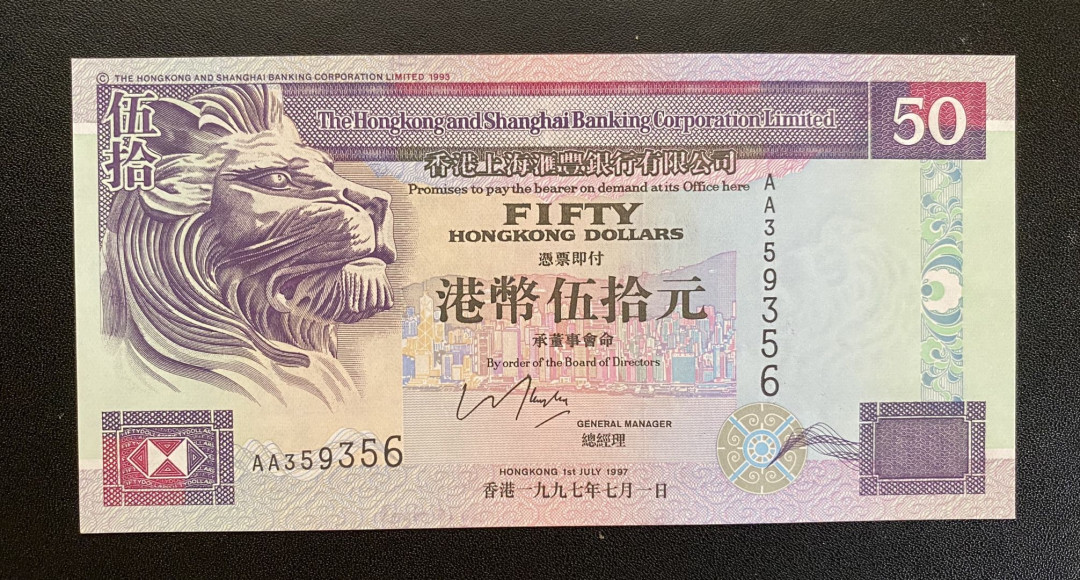 © THE HONGKONG AND SHANGHAI BANKING CORPORATION LIMITED 1993
伍拾
The Hongkong and Shanghai Banking Corporation Limited
50
香港上海滙豐銀行有限公司
Promises to pay the bearer on demand at its Office here
AA359356
FIFTY
HONGKONG DOLLARS
憑票即付
港幣伍拾元
承董事會命
By order of the Board of Directors
GENERAL MANAGER
總經理
AA359356
HONGKONG 1st JULY 1997
香港一九九七年七月一日